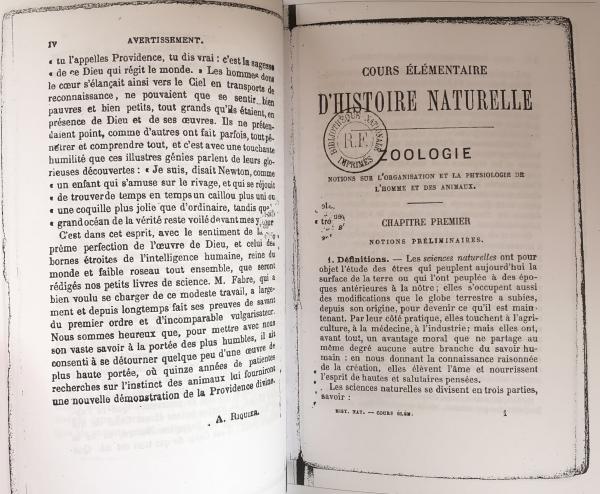 IV AVERTISSEMENT.
« tu l'appelles Providence, tu dis vrai : c'est la sagesse
« de ce Dieu qui régit le monde. » Les hommes dont
le cœur s'élançait ainsi vers le Ciel en transports de
reconnaissance, ne pouvaient que se sentir bien
pauvres et bien petits, tout grands qu'ils étaient, en
présence de Dieu et de ses œuvres. Ils ne préten-
daient point, comme d'autres ont fait parfois, tout pé-
nétrer et comprendre tout, et c'est avec une touchante
humilité que ces illustres génies parlent de leurs glo-
rieuses découvertes : « Je suis, disait Newton, comme
« un enfant qui s'amuse sur le rivage, et qui se réjouit
« de trouver de temps en temps un caillou plus uni ou
« une coquille plus jolie que d'ordinaire, tandis que
« grand océan de la vérité reste voilé devant mes
C'est dans cet esprit, avec le sentiment de la
prême perfection de l'œuvre de Dieu, et celui des
bornes étroites de l'intelligence humaine, reine du
monde et faible roseau tout ensemble, que seront
rédigés nos petits livres de science. M. Fabre, qui a
bien voulu se charger de ce modeste travail, a large-
ment et depuis longtemps fait ses preuves de savant
du premier ordre et d'incomparable vulgarisateur.
Nous sommes heureux que, pour mettre avec nous
son vaste savoir à la portée des plus humbles, il ait
consenti à se détourner quelque peu d'une œuvre de
plus haute portée, où quinze années de patientes
recherches sur l'instinct des animaux lui fourniront
une nouvelle démonstration de la Providence divine.
A. RIQUIER.
COURS ÉLÉMENTAIRE
D'HISTOIRE NATURELLE
BIBLIOTHÈQUE NATIONALE
R.F.
IMPRIMÉS
ZOOLOGIE
NOTIONS SUR L'ORGANISATION ET LA PHYSIOLOGIE DE
L'HOMME ET DES ANIMAUX.
CHAPITRE PREMIER
NOTIONS PRÉLIMINAIRES.
1. Définitions. — Les sciences naturelles ont pour
objet l'étude des êtres qui peuplent aujourd'hui la
surface de la terre ou qui l'ont peuplée à des épo-
ques antérieures à la nôtre ; elles s'occupent aussi
des modifications que le globe terrestre a subies,
depuis son origine, pour devenir ce qu'il est main-
tenant. Par leur côté pratique, elles touchent à l'agri-
culture, à la médecine, à l'industrie ; mais elles ont,
avant tout, un avantage moral que ne partage au
même degré aucune autre branche du savoir hu-
main : en nous donnant la connaissance raisonnée
de la création, elles élèvent l'âme et nourrissent
l'esprit de hautes et salutaires pensées.
Les sciences naturelles se divisent en trois parties,
savoir :
HIST. NAT. — COURS ÉLÉM. 1